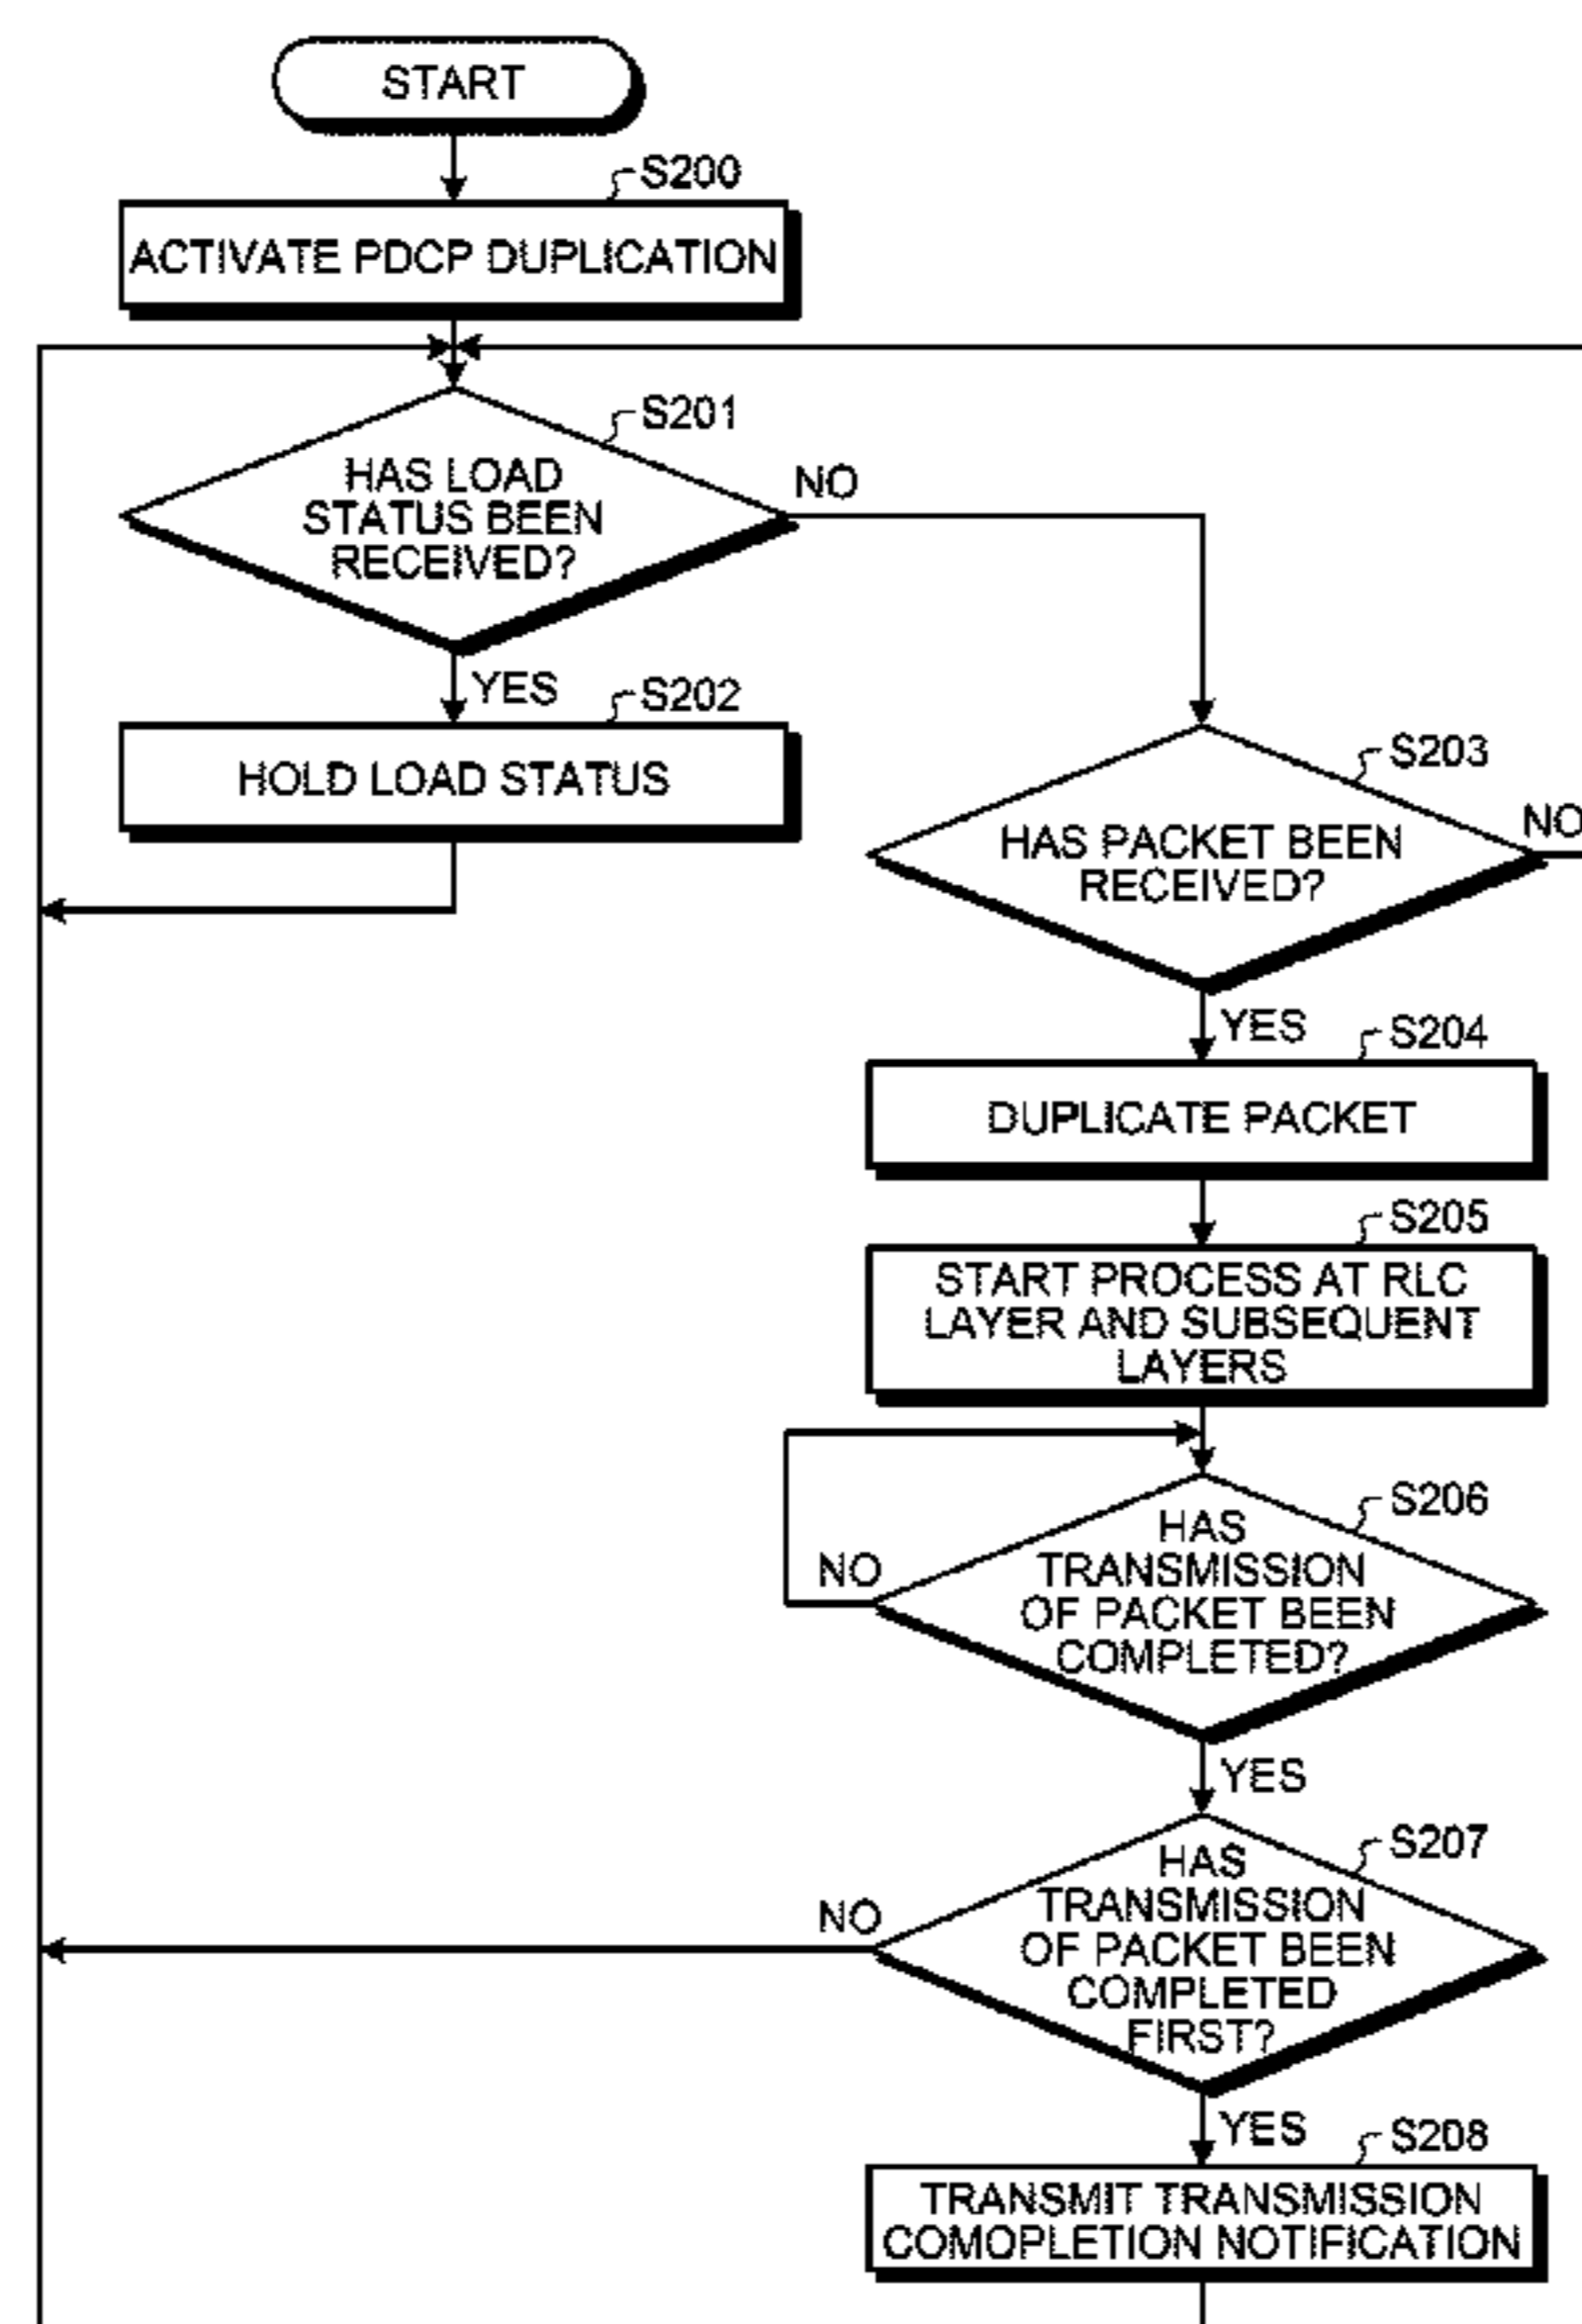 START
S200
ACTIVATE PDCP DUPLICATION
S201
HAS LOAD
STATUS BEEN
RECEIVED?
NO
YES
S202
HOLD LOAD STATUS
S203
HAS PACKET BEEN
RECEIVED?
NO
YES
S204
DUPLICATE PACKET
S205
START PROCESS AT RLC
LAYER AND SUBSEQUENT
LAYERS
S206
HAS
TRANSMISSION
OF PACKET BEEN
COMPLETED?
NO
YES
S207
HAS
TRANSMISSION
OF PACKET BEEN
COMPLETED
FIRST?
NO
YES
S208
TRANSMIT TRANSMISSION
COMOPLETION NOTIFICATION